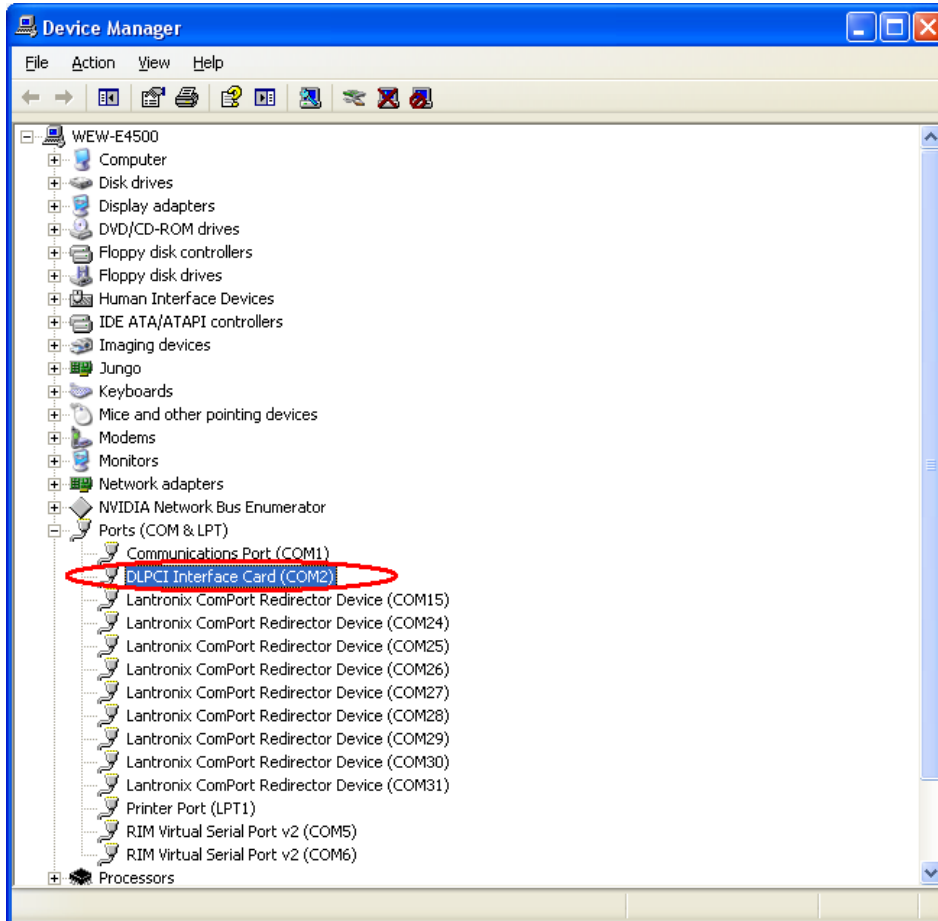 Device Manager
File Action View Help
WEW-E4500
Computer
Disk drives
Display adapters
DVD/CD-ROM drives
Floppy disk controllers
Floppy disk drives
Human Interface Devices
IDE ATA/ATAPI controllers
Imaging devices
Jungo
Keyboards
Mice and other pointing devices
Modems
Monitors
Network adapters
NVIDIA Network Bus Enumerator
Ports (COM & LPT)
Communications Port (COM1)
DLPCI Interface Card (COM2)
Lantronix ComPort Redirector Device (COM15)
Lantronix ComPort Redirector Device (COM24)
Lantronix ComPort Redirector Device (COM25)
Lantronix ComPort Redirector Device (COM26)
Lantronix ComPort Redirector Device (COM27)
Lantronix ComPort Redirector Device (COM28)
Lantronix ComPort Redirector Device (COM29)
Lantronix ComPort Redirector Device (COM30)
Lantronix ComPort Redirector Device (COM31)
Printer Port (LPT1)
RIM Virtual Serial Port v2 (COM5)
RIM Virtual Serial Port v2 (COM6)
Processors